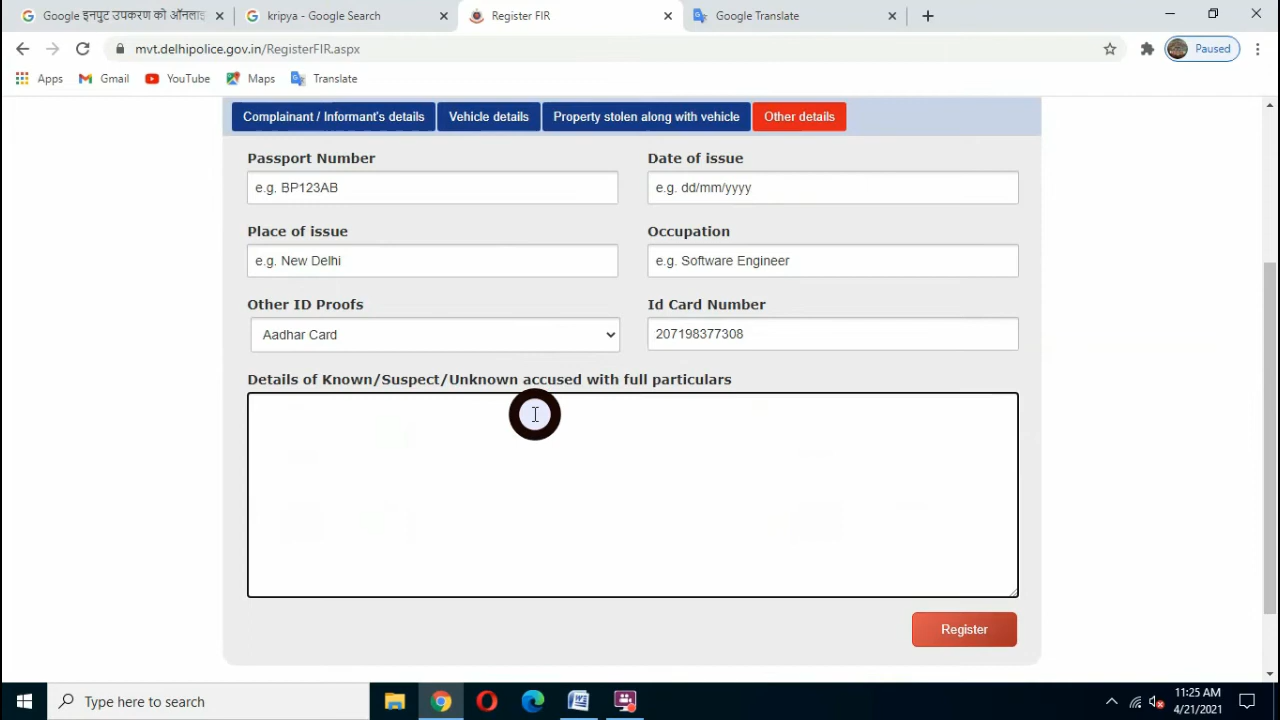 Google इनपुट उपकरण को ऑनलाइ
kripya - Google Search
Register FIR
Google Translate
mvt.delhipolice.gov.in/RegisterFIR.aspx
Paused
Apps
Gmail
YouTube
Maps
Translate
Complainant / Informant's details
Vehicle details
Property stolen along with vehicle
Other details
Passport Number
Date of issue
e.g. BP123AB
e.g. dd/mm/yyyy
Place of issue
Occupation
e.g. New Delhi
e.g. Software Engineer
Other ID Proofs
Id Card Number
Aadhar Card
207198377308
Details of Known/Suspect/Unknown accused with full particulars
Register
Type here to search
11:25 AM
4/21/2021